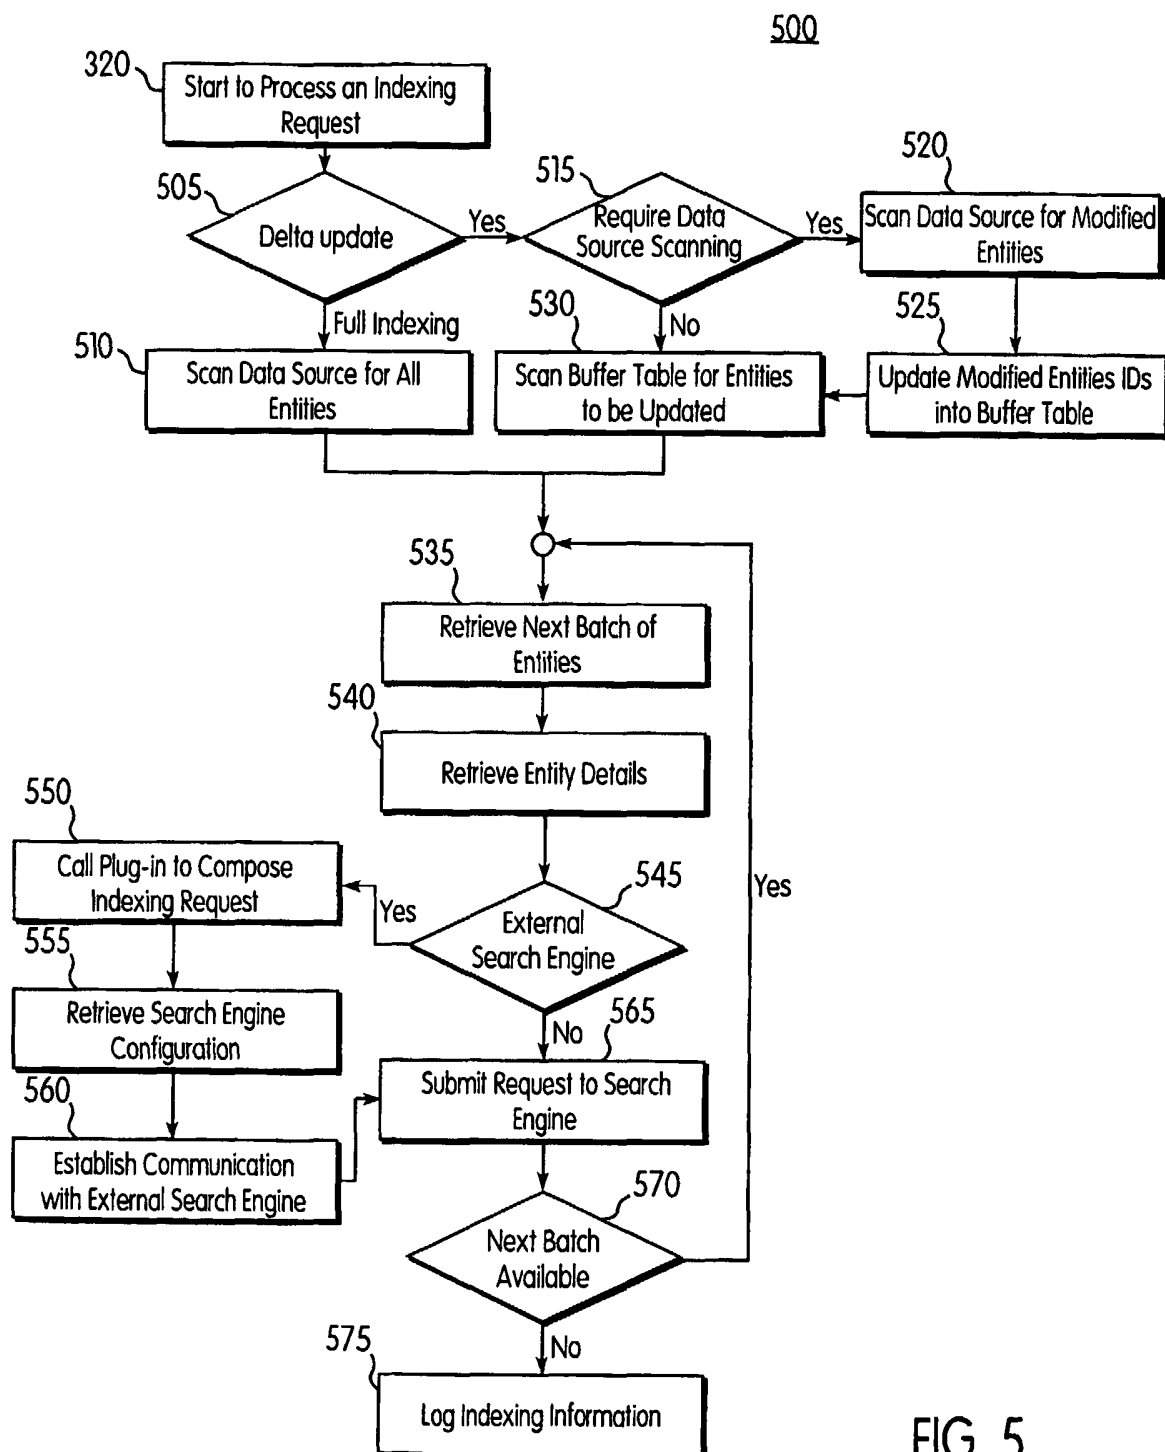 500
320
Start to Process an Indexing
Request
505
Delta update
Yes
515
Require Data
Source Scanning
Yes
520
Scan Data Source for Modified
Entities
Full Indexing
No
510
Scan Data Source for All
Entities
530
Scan Buffer Table for Entities
to be Updated
525
Update Modified Entities IDs
into Buffer Table
535
Retrieve Next Batch of
Entities
540
Retrieve Entity Details
545
External
Search Engine
Yes
550
Call Plug-in to Compose
Indexing Request
555
Retrieve Search Engine
Configuration
560
Establish Communication
with External Search Engine
No
565
Submit Request to Search
Engine
570
Next Batch
Available
Yes
No
575
Log Indexing Information
FIG. 5